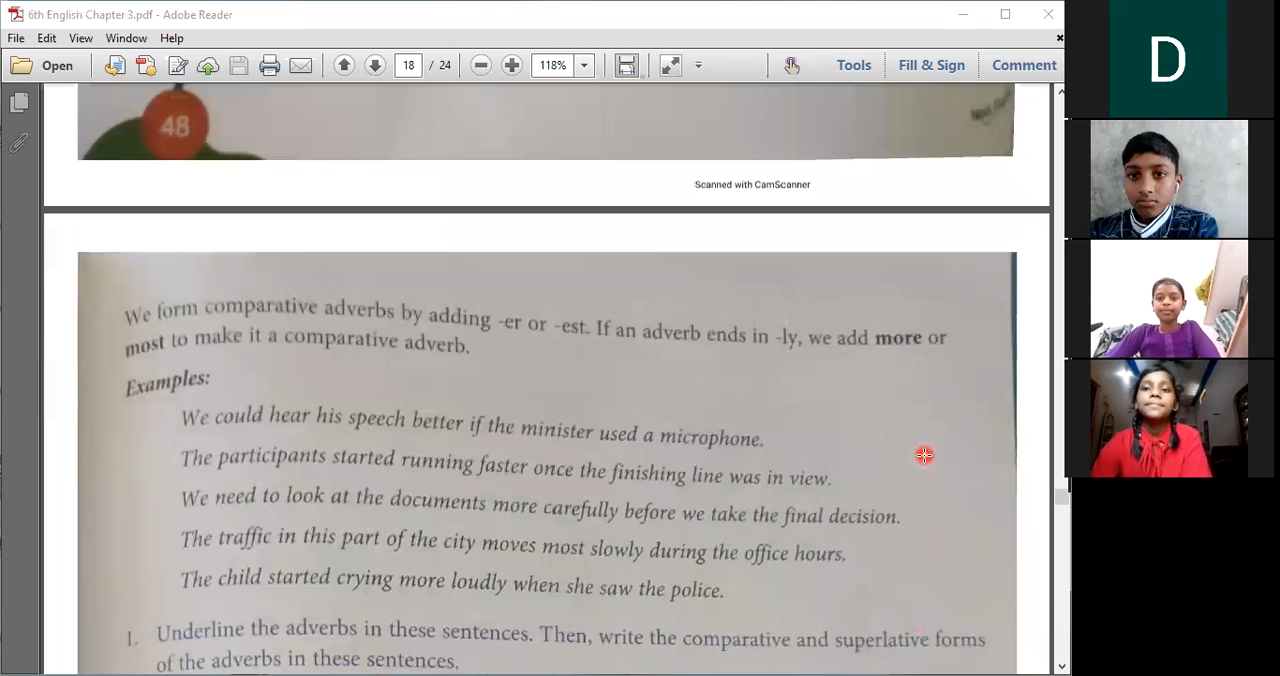 6th English Chapter 3.pdf - Adobe Reader
File Edit View Window Help
Open 18 / 24 118% Tools Fill & Sign Comment
D
48
Scanned with CamScanner
We form comparative adverbs by adding -er or -est. If an adverb ends in -ly, we add more or
most to make it a comparative adverb.
Examples:
We could hear his speech better if the minister used a microphone.
The participants started running faster once the finishing line was in view.
We need to look at the documents more carefully before we take the final decision.
The traffic in this part of the city moves most slowly during the office hours.
The child started crying more loudly when she saw the police.
1. Underline the adverbs in these sentences. Then, write the comparative and superlative forms
of the adverbs in these sentences.